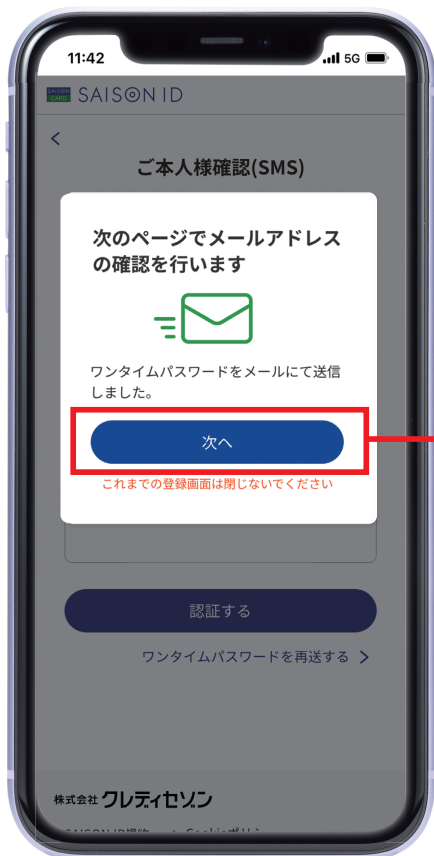 11:42
5G
SAISON CARD
SAISON ID
ご本人様確認(SMS)
次のページでメールアドレス
の確認を行います
ワンタイムパスワードをメールにて送信
しました。
次へ
これまでの登録画面は閉じないでください
認証する
ワンタイムパスワードを再送する
株式会社 クレディセゾン